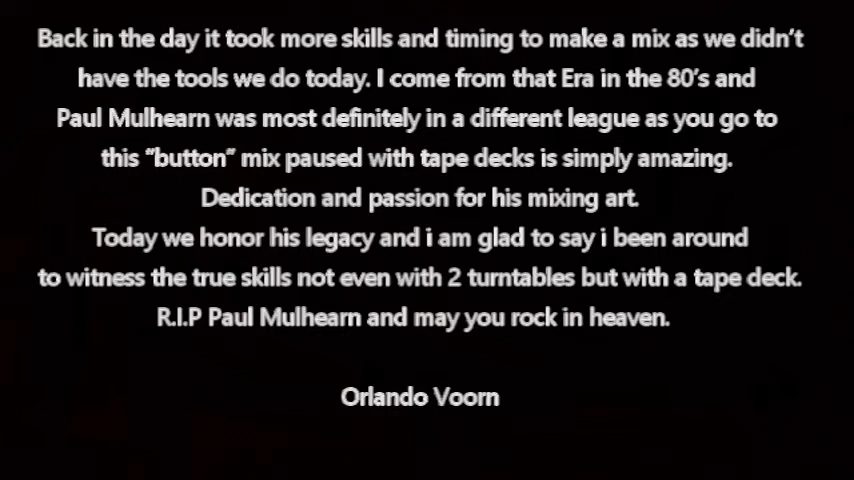 Back in the day it took more skills and timing to make a mix as we didn’t
have the tools we do today. I come from that Era in the 80’s and
Paul Mulhearn was most definitely in a different league as you go to
this “button” mix paused with tape decks is simply amazing.
Dedication and passion for his mixing art.
Today we honor his legacy and i am glad to say i been around
to witness the true skills not even with 2 turntables but with a tape deck.
R.I.P Paul Mulhearn and may you rock in heaven.
Orlando Voorn